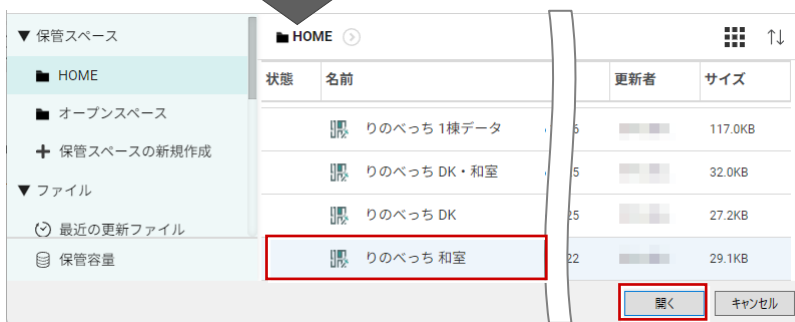 ▼ 保管スペース
HOME
オープンスペース
+ 保管スペースの新規作成
▼ ファイル
最近の更新ファイル
保管容量
HOME
状態 名前 更新者 サイズ
りのべっち 1棟データ 6 117.0KB
りのべっち DK・和室 5 32.0KB
りのべっち DK 25 27.2KB
りのべっち 和室 22 29.1KB
開く キャンセル